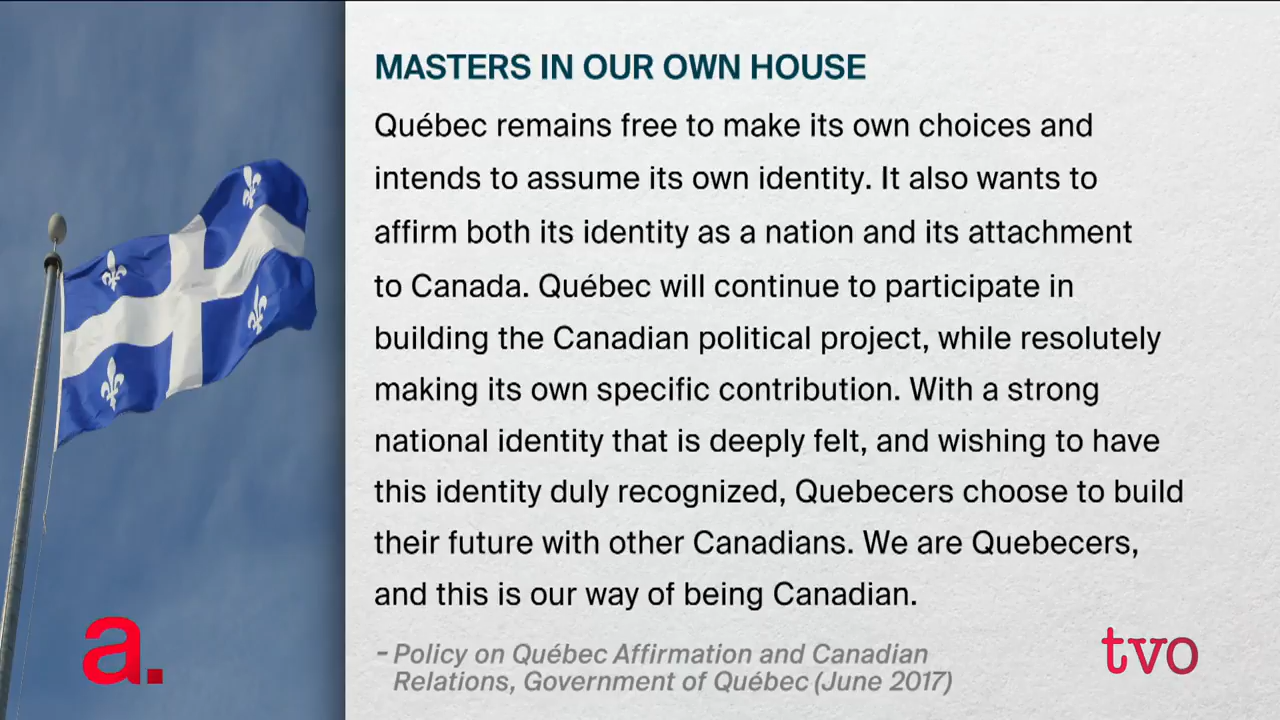 MASTERS IN OUR OWN HOUSE
Québec remains free to make its own choices and
intends to assume its own identity. It also wants to
affirm both its identity as a nation and its attachment
to Canada. Québec will continue to participate in
building the Canadian political project, while resolutely
making its own specific contribution. With a strong
national identity that is deeply felt, and wishing to have
this identity duly recognized, Quebecers choose to build
their future with other Canadians. We are Quebecers,
and this is our way of being Canadian.
– Policy on Québec Affirmation and Canadian
Relations, Government of Québec (June 2017)
a.
tvo